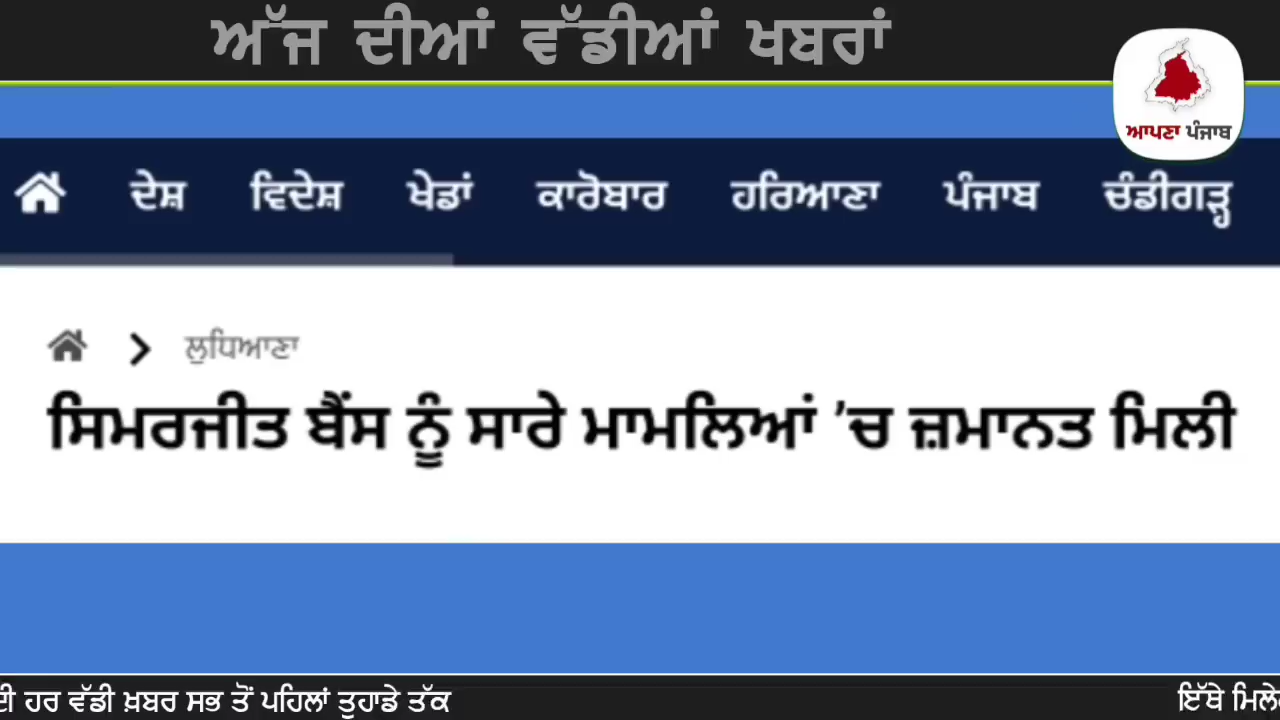 ਅੱਜ ਦੀਆਂ ਵੱਡੀਆਂ ਖਬਰਾਂ
ਆਪਣਾ ਪੰਜਾਬ
ਦੇਸ਼ ਵਿਦੇਸ਼ ਖੇਡਾਂ ਕਾਰੋਬਾਰ ਹਰਿਆਣਾ ਪੰਜਾਬ ਚੰਡੀਗੜ੍ਹ
ਲੁਧਿਆਣਾ
ਸਿਮਰਜੀਤ ਬੈਂਸ ਨੂੰ ਸਾਰੇ ਮਾਮਲਿਆਂ ’ਚ ਜ਼ਮਾਨਤ ਮਿਲੀ
ਹਰ ਵੱਡੀ ਖ਼ਬਰ ਸਭ ਤੋਂ ਪਹਿਲਾਂ ਤੁਹਾਡੇ ਤੱਕ ਇੱਥੇ